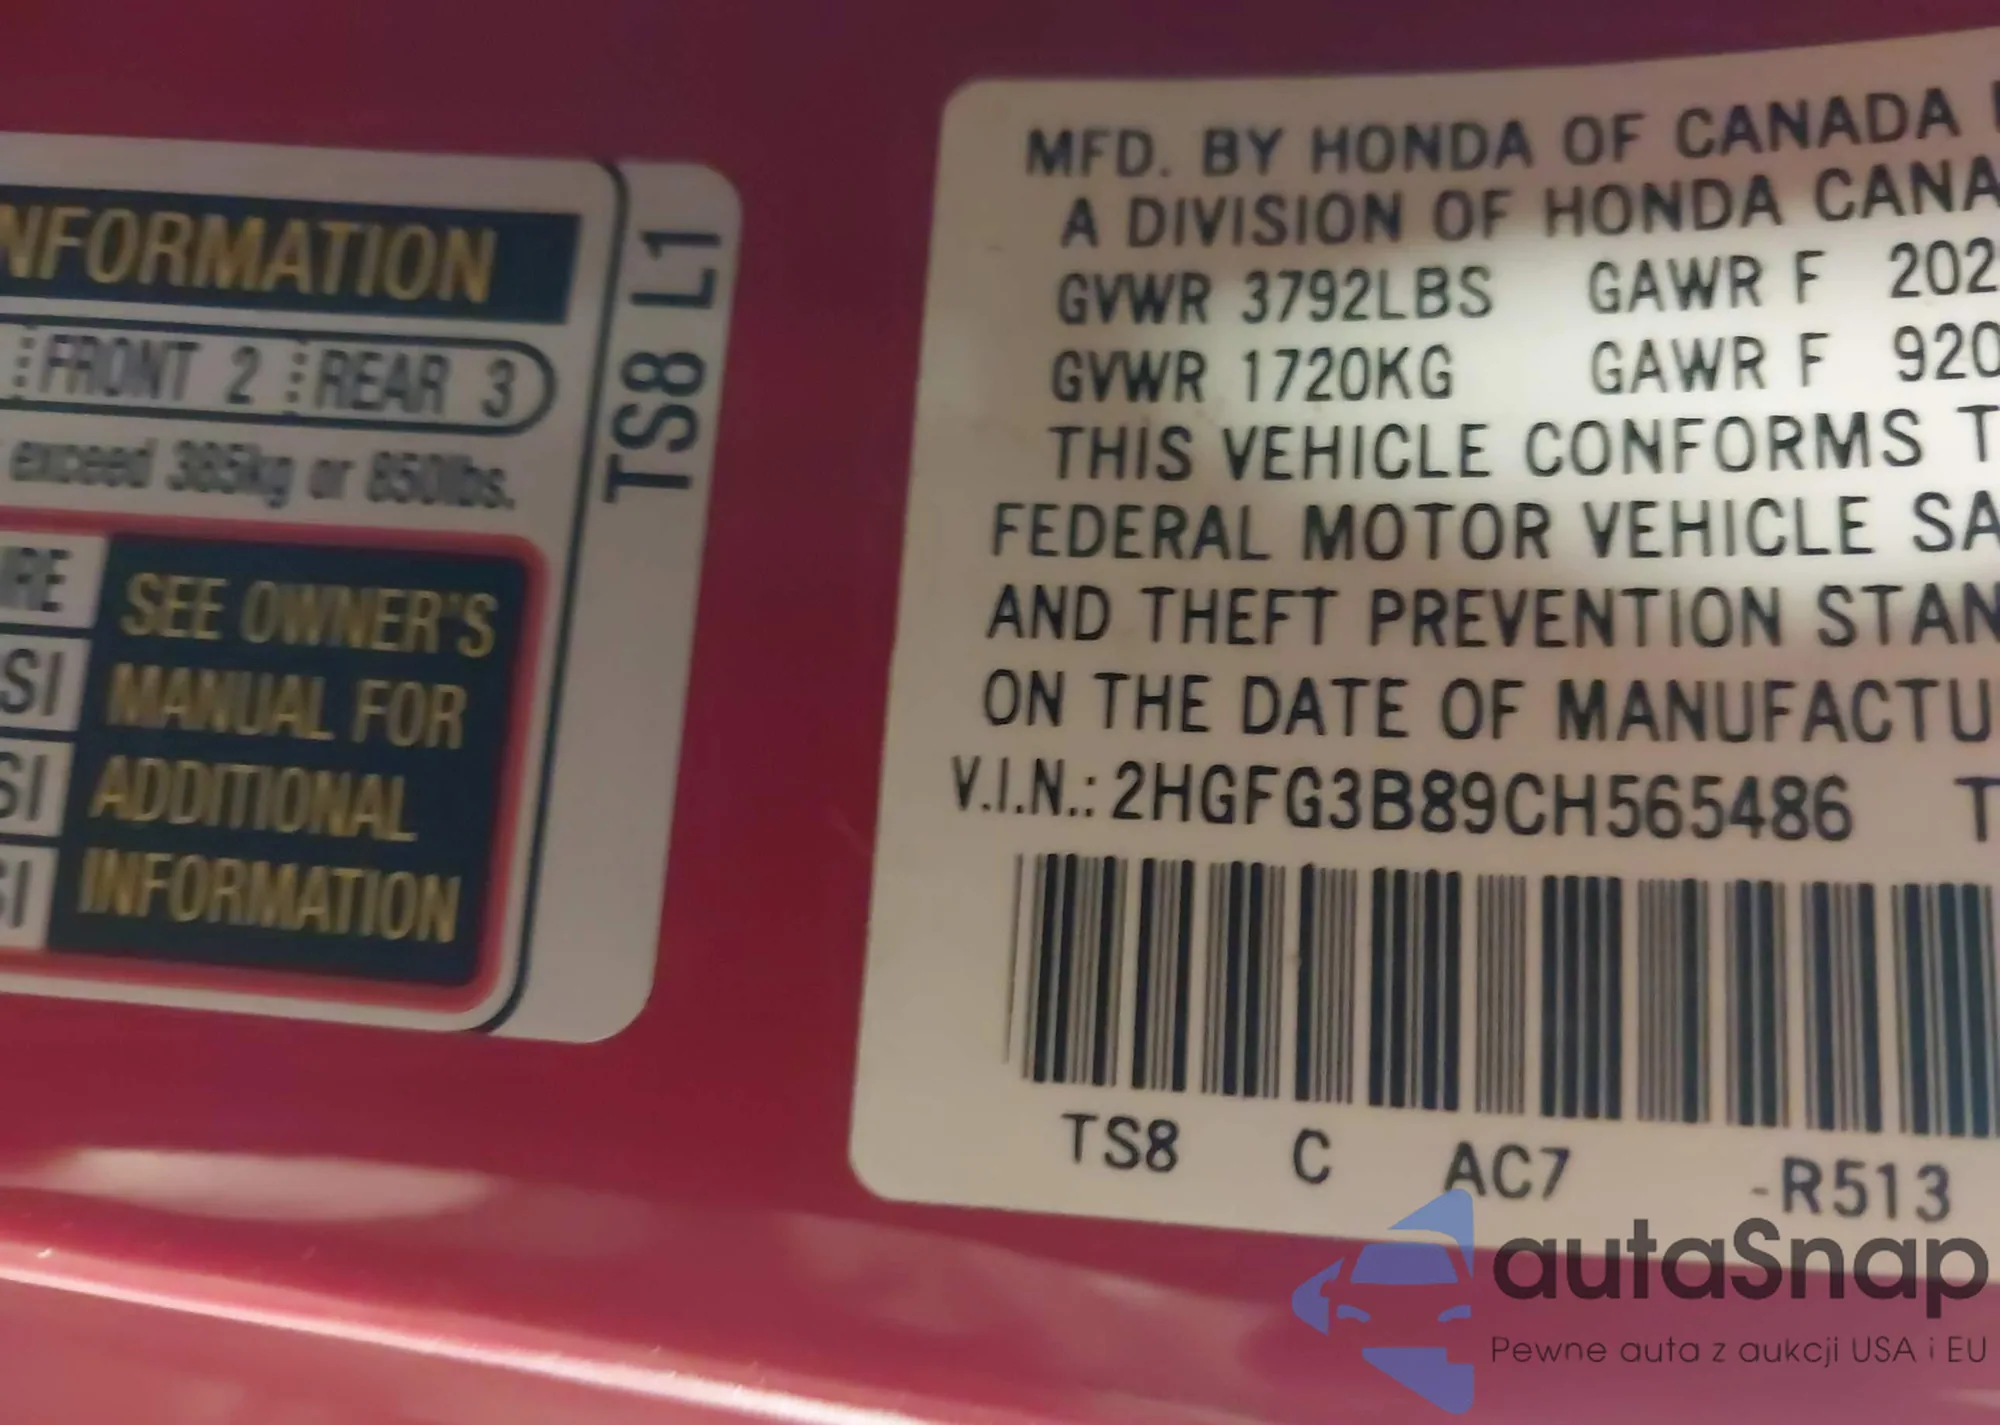 NFORMATION
FRONT 2 REAR 3
exceed 385kg or 850lbs.
SEE OWNER'S
MANUAL FOR
ADDITIONAL
INFORMATION
TS8 L1
MFD. BY HONDA OF CANADA
A DIVISION OF HONDA CANA
GVWR 3792LBS GAWR F 202
GVWR 1720KG GAWR F 920
THIS VEHICLE CONFORMS T
FEDERAL MOTOR VEHICLE SA
AND THEFT PREVENTION STAN
ON THE DATE OF MANUFACTU
V.I.N.: 2HGFG3B89CH565486 T
TS8 C AC7 -R513
autaSnap
Pewne auta z aukcji USA i EU